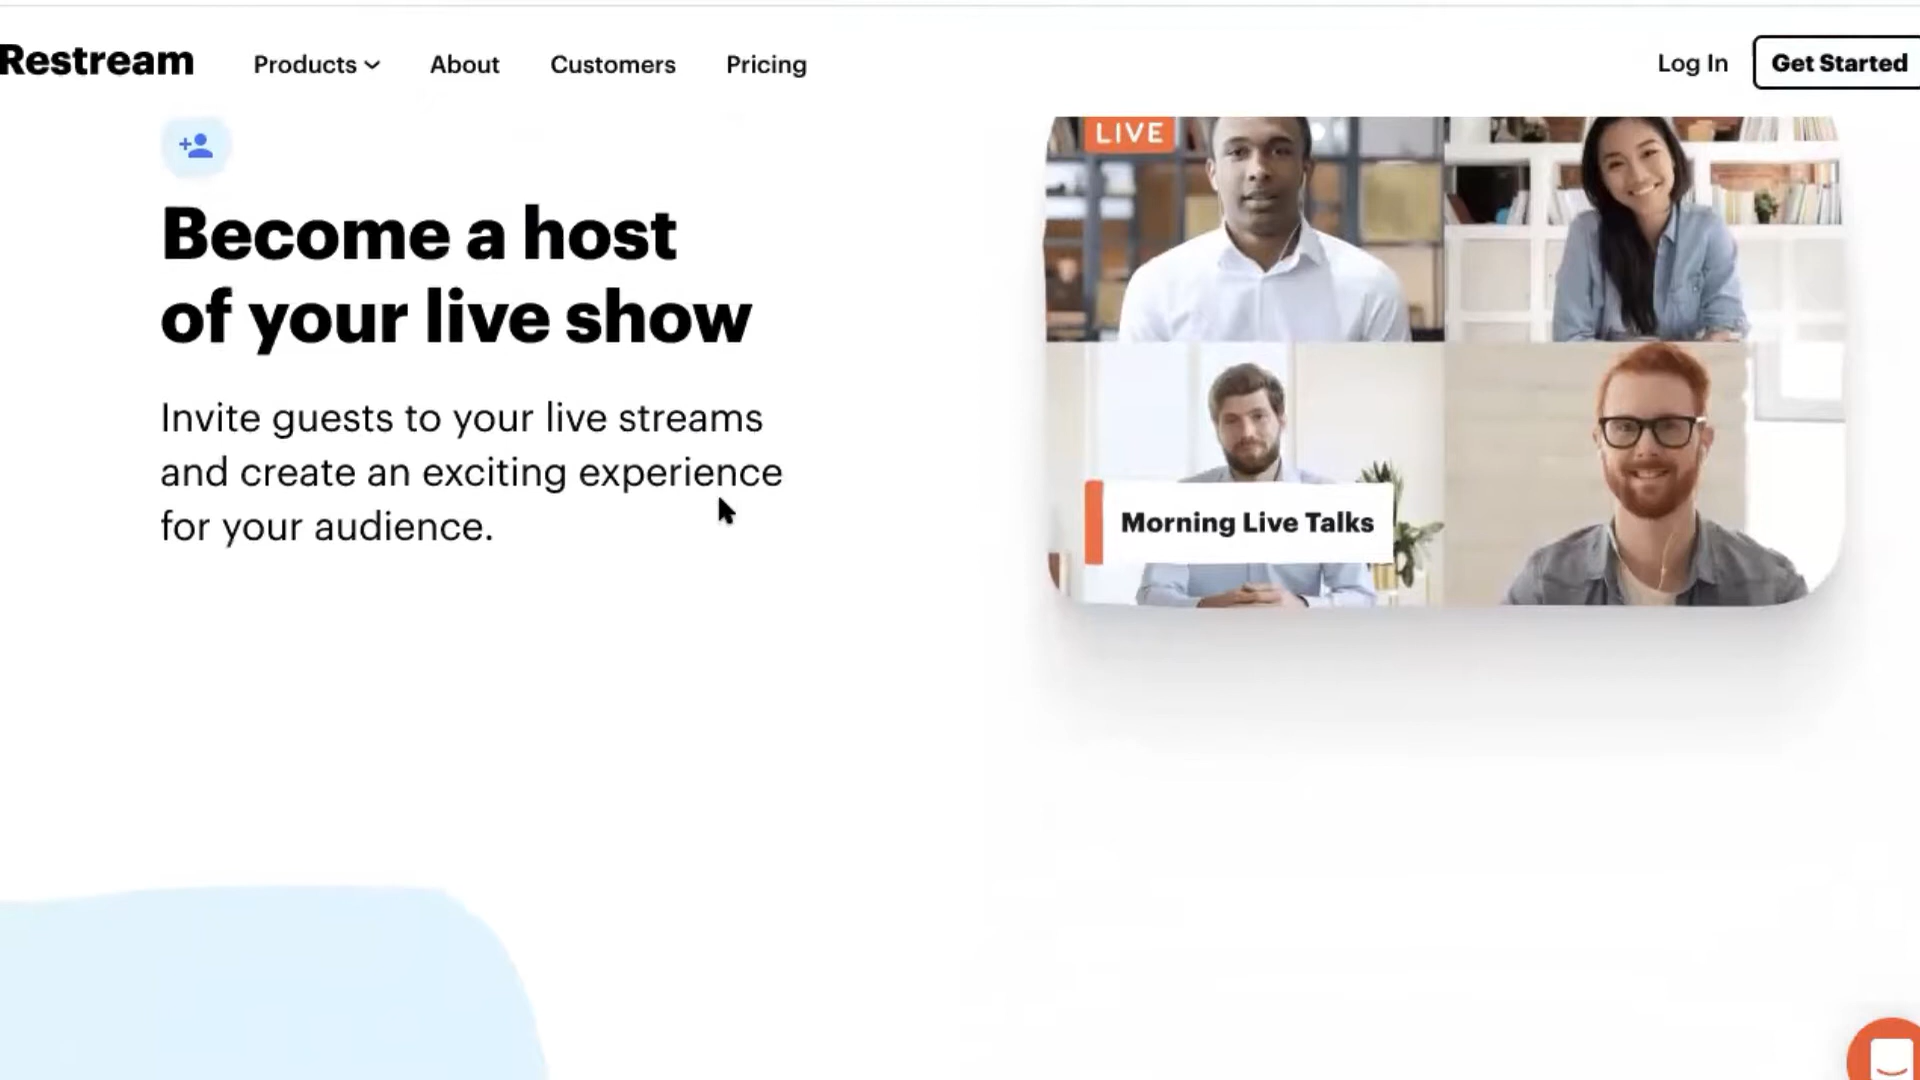 Restream
Products
About
Customers
Pricing
Log In
Get Started
Become a host
of your live show
Invite guests to your live streams
and create an exciting experience
for your audience.
LIVE
Morning Live Talks